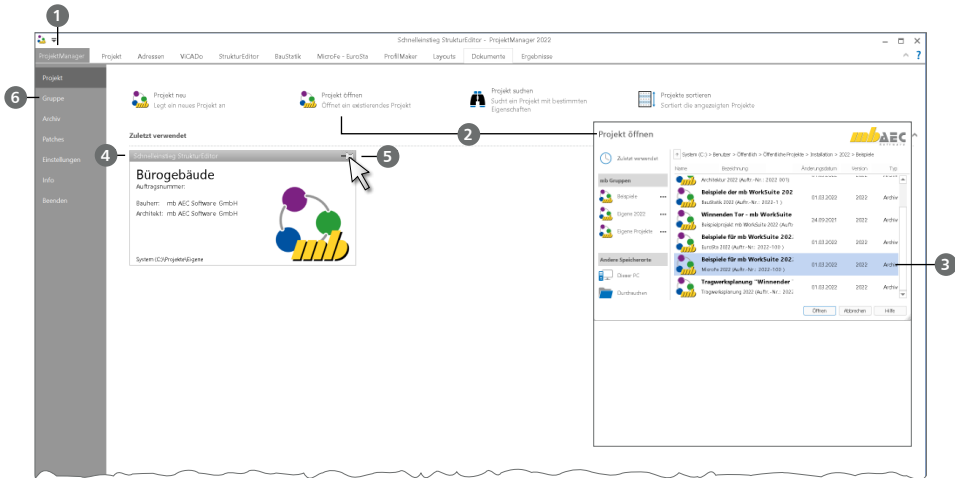 1
Schnelleinstieg StrukturEditor - ProjektManager 2022
ProjektManager Projekt Adressen ViCADo StrukturEditor BauStatik MicroFe - EuroSta ProfilMaker Layouts Dokumente Ergebnisse ?
Projekt
6
Gruppe
Archiv
Patches
Einstellungen
Info
Beenden
Projekt neu
Legt ein neues Projekt an
Projekt öffnen
Öffnet ein existierendes Projekt
Projekt suchen
Sucht ein Projekt mit bestimmten
Eigenschaften
Projekte sortieren
Sortiert die angezeigten Projekte
2
Zuletzt verwendet
4
Schnelleinstieg StrukturEditor
5
Bürogebäude
Auftragsnummer:
Bauherr: mb AEC Software GmbH
Architekt: mb AEC Software GmbH
mb
System (C:)\Projekte\Eigene
Projekt öffnen
mb AEC
SOFTWARE
Zuletzt verwendet
System (C:) > Benutzer > Öffentlich > Öffentliche Projekte > Installation > 2022 > Beispiele
Name Bezeichnung Änderungsdatum Version Typ
mb Gruppen
Beispiele
Eigene 2022
Eigene Projekte
Andere Speicherorte
Dieser PC
Durchsuchen
Architektur 2022 (Auftr.-Nr.: 2022-001)
Beispiele der mb WorkSuite 202
BauStatik 2022 (Auftr.-Nr.: 2022-1 )
01.03.2022 2022 Archiv
Winnenden Tor - mb WorkSuite
Beispielprojekt mb WorkSuite 2022 (Auftr.
24.09.2021 2022 Archiv
Beispiele für mb WorkSuite 202.
EuroSta 2022 (Auftr.-Nr.: 2022-100 )
01.03.2022 2022 Archiv
Beispiele für mb WorkSuite 202.
MicroFe 2022 (Auftr.-Nr.: 2022-100 )
01.03.2022 2022 Archiv
3
Tragwerksplanung "Winnender
Tragwerksplanung 2022 (Auftr.-Nr.: 2022
01.03.2022 2022 Archiv
Öffnen Abbrechen Hilfe